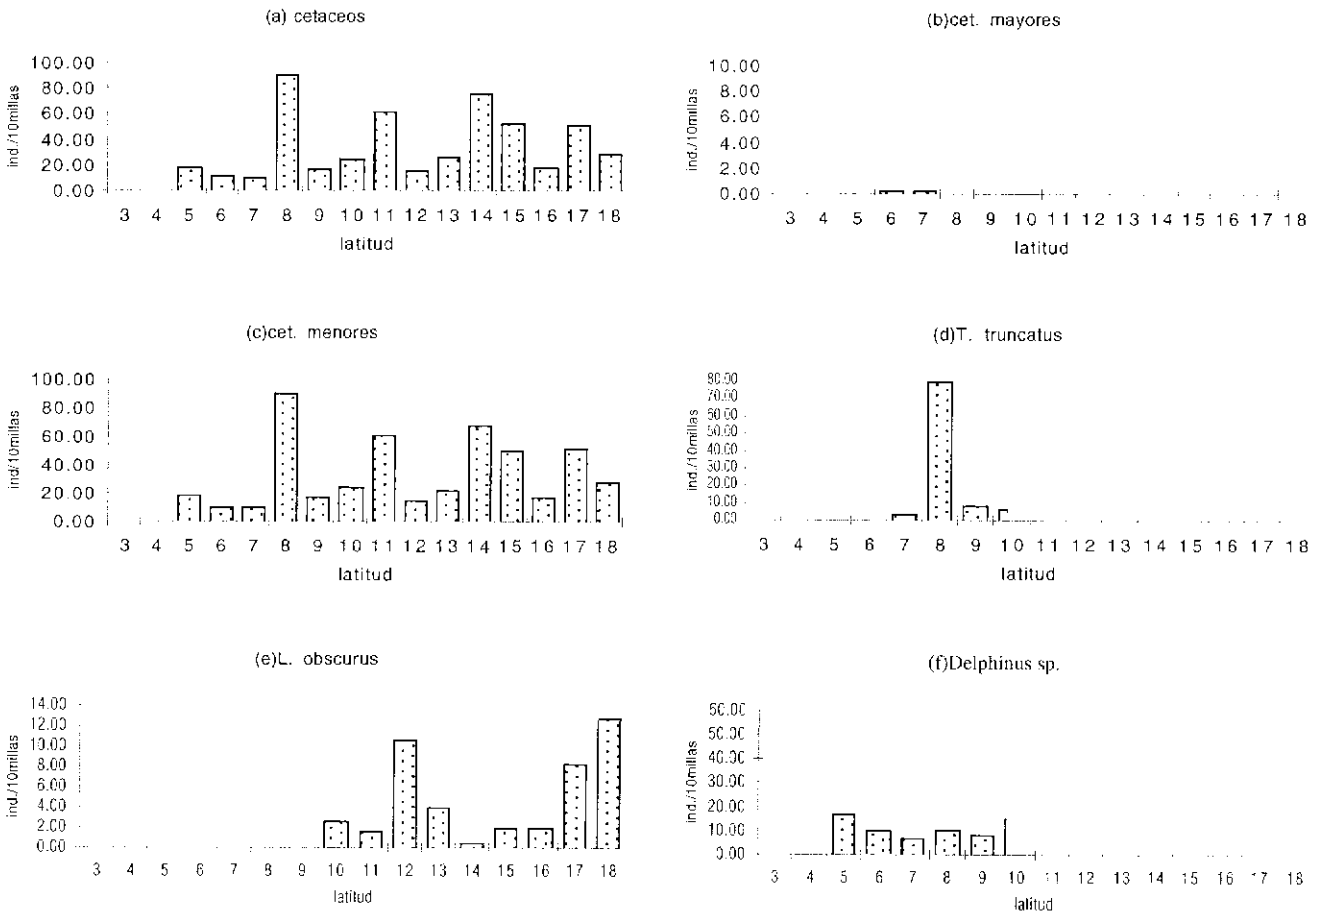 (a) cetaceos
ind./10millas
100.00
80.00
60.00
40.00
20.00
0.00
3 4 5 6 7 8 9 10 11 12 13 14 15 16 17 18
latitud
(b)cet. mayores
ind./10millas
10.00
8.00
6.00
4.00
2.00
0.00
3 4 5 6 7 8 9 10 11 12 13 14 15 16 17 18
latitud
(c)cet. menores
ind/10millas
100.00
80.00
60.00
40.00
20.00
0.00
3 4 5 6 7 8 9 10 11 12 13 14 15 16 17 18
latitud
(d)T. truncatus
ind./10millas
80.00
70.00
60.00
50.00
40.00
30.00
20.00
10.00
0.00
3 4 5 6 7 8 9 10 11 12 13 14 15 16 17 18
latitud
(e)L. obscurus
ind./10millas
14.00
12.00
10.00
8.00
6.00
4.00
2.00
0.00
3 4 5 6 7 8 9 10 11 12 13 14 15 16 17 18
latitud
(f)Delphinus sp.
ind./10millas
50.00
40.00
30.00
20.00
10.00
0.00
3 4 5 6 7 8 9 10 13 14 15 16 17 18
latitud